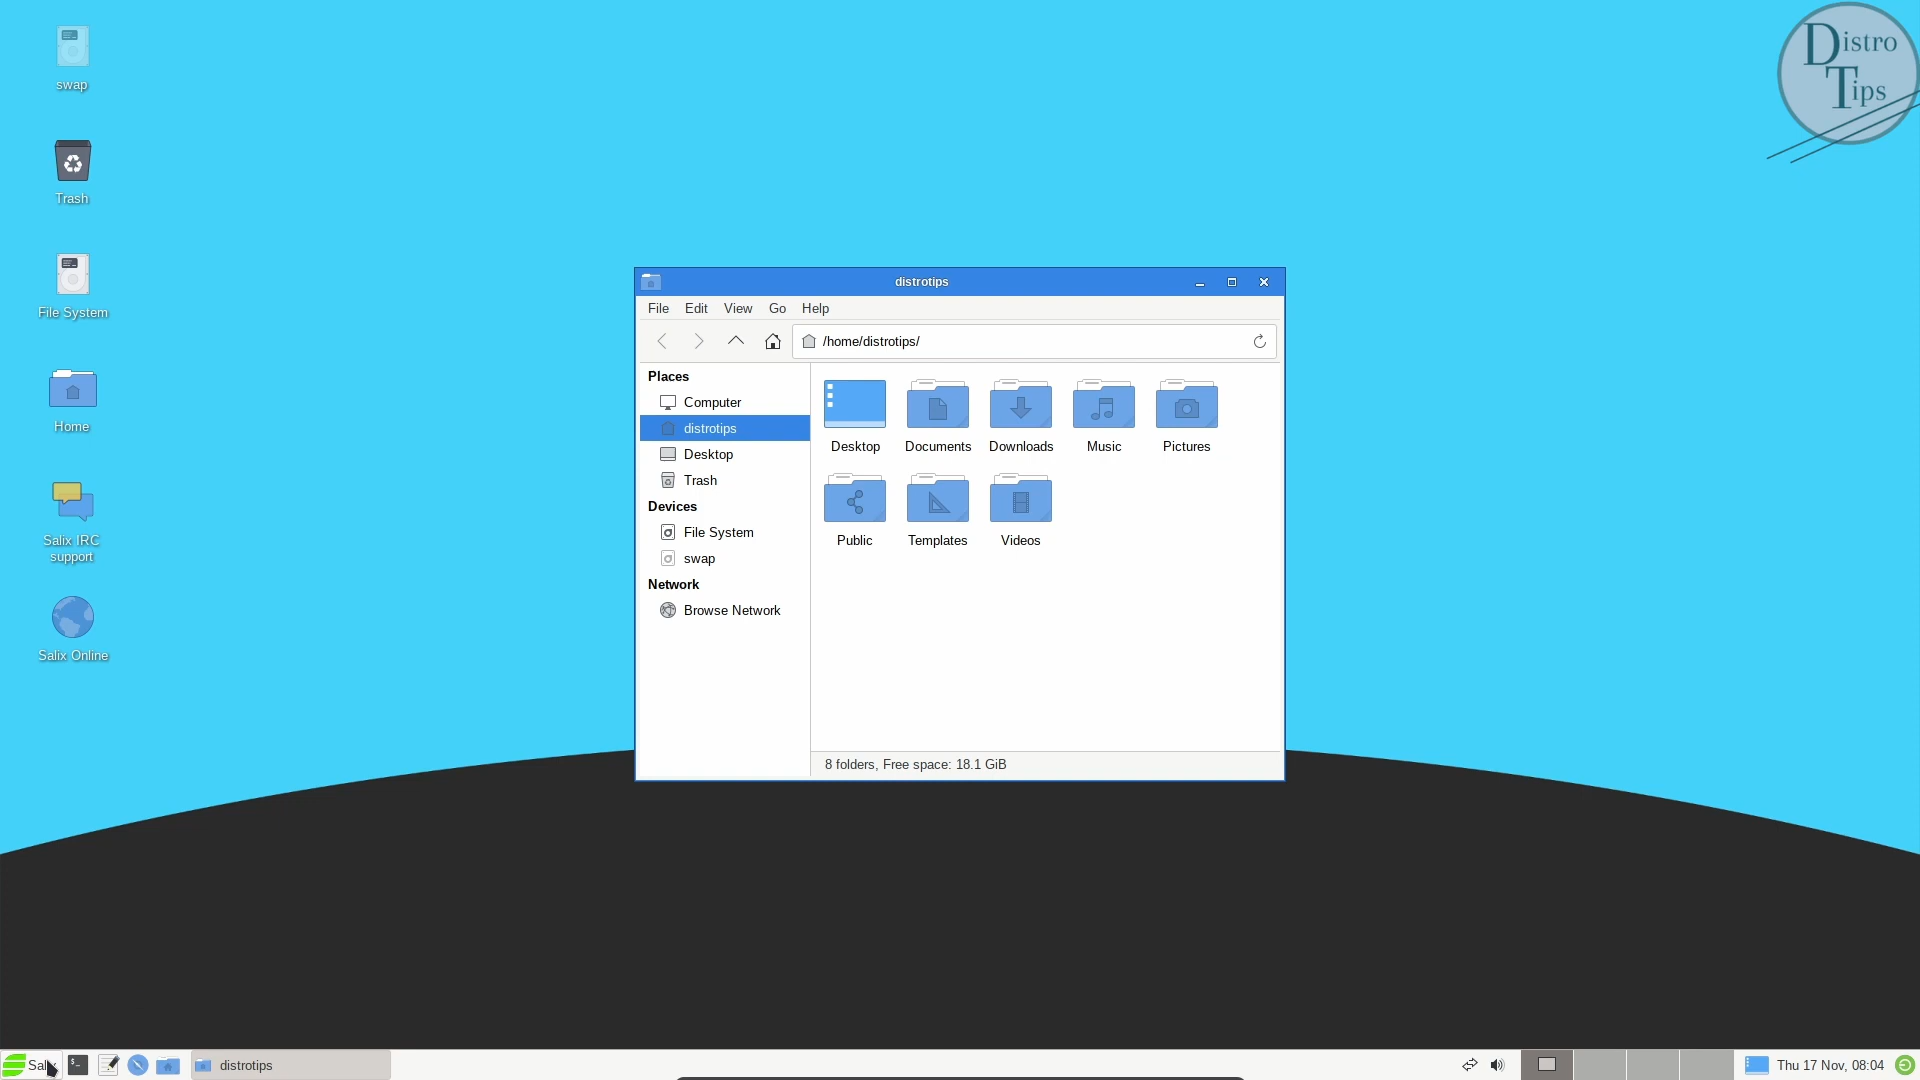 swap
Trash
File System
Home
Salix IRC
support
Salix Online
Distro
Tips
distrotips
File Edit View Go Help
/home/distrotips/
Places
Computer
distrotips
Desktop
Trash
Devices
File System
swap
Network
Browse Network
Desktop Documents Downloads Music Pictures
Public Templates Videos
8 folders, Free space: 18.1 GiB
distrotips
Thu 17 Nov, 08:04